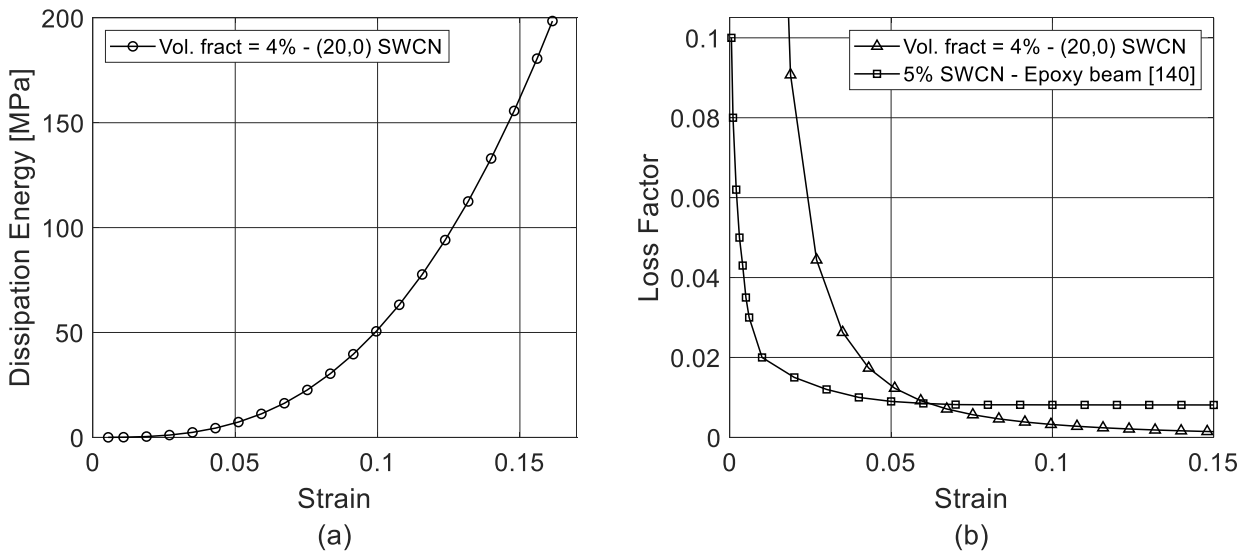 200
150
100
50
0
Dissipation Energy [MPa]
Vol. fract = 4% - (20,0) SWCN
0 0.05 0.1 0.15
Strain
(a)
0.1
0.08
0.06
0.04
0.02
0
Loss Factor
Vol. fract = 4% - (20,0) SWCN
5% SWCN - Epoxy beam [140]
0 0.05 0.1 0.15
Strain
(b)